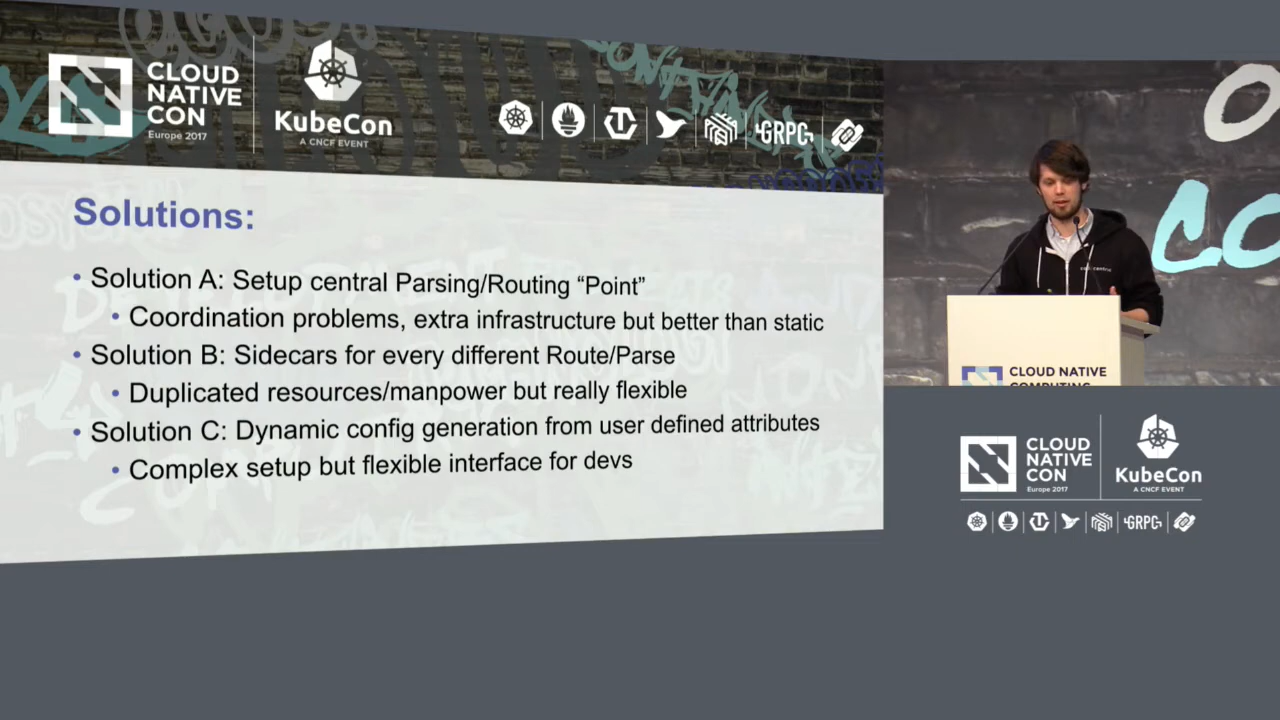 CLOUD
NATIVE
CON
Europe 2017
KubeCon
A CNCF EVENT
GRPC
Solutions:
• Solution A: Setup central Parsing/Routing “Point”
• Coordination problems, extra infrastructure but better than static
• Solution B: Sidecars for every different Route/Parse
• Duplicated resources/manpower but really flexible
• Solution C: Dynamic config generation from user defined attributes
• Complex setup but flexible interface for devs
CLOUD NATIVE
COMPUTING
CLOUD
NATIVE
CON
Europe 2017
KubeCon
A CNCF EVENT
GRPC